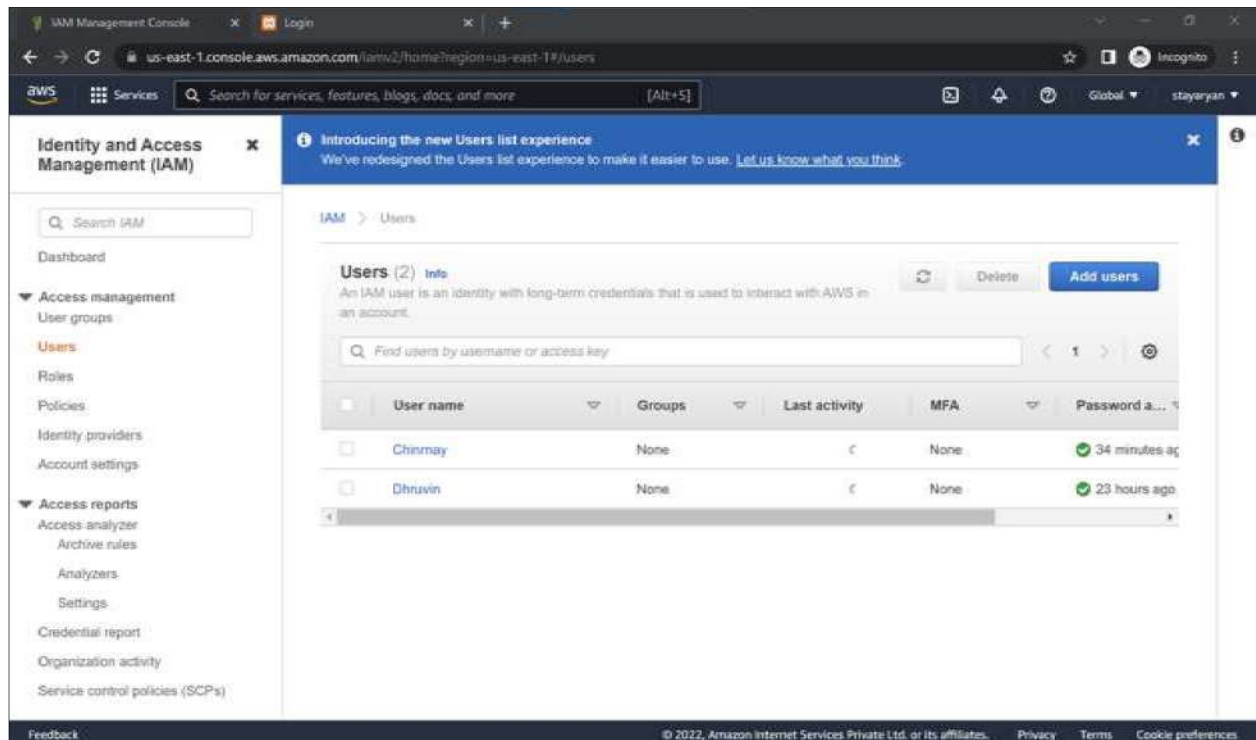 IAM Management Console
Login
us-east-1.console.aws.amazon.com/iamv2/home?region=us-east-1#/users
Incognito
aws
Services
Search for services, features, blogs, docs, and more
[Alt+S]
Global
stayaryan
Identity and Access Management (IAM)
Search IAM
Dashboard
Access management
User groups
Users
Roles
Policies
Identity providers
Account settings
Access reports
Access analyzer
Archive rules
Analyzers
Settings
Credential report
Organization activity
Service control policies (SCPs)
Introducing the new Users list experience
We've redesigned the Users list experience to make it easier to use. Let us know what you think.
IAM > Users
Users (2) Info
An IAM user is an identity with long-term credentials that is used to interact with AWS in
an account.
Delete
Add users
Find users by username or access key
1
User name Groups Last activity MFA Password a...
Chinmay None None 34 minutes ag
Dhruvin None None 23 hours ago
Feedback
© 2022, Amazon Internet Services Private Ltd. or its affiliates. Privacy Terms Cookie preferences